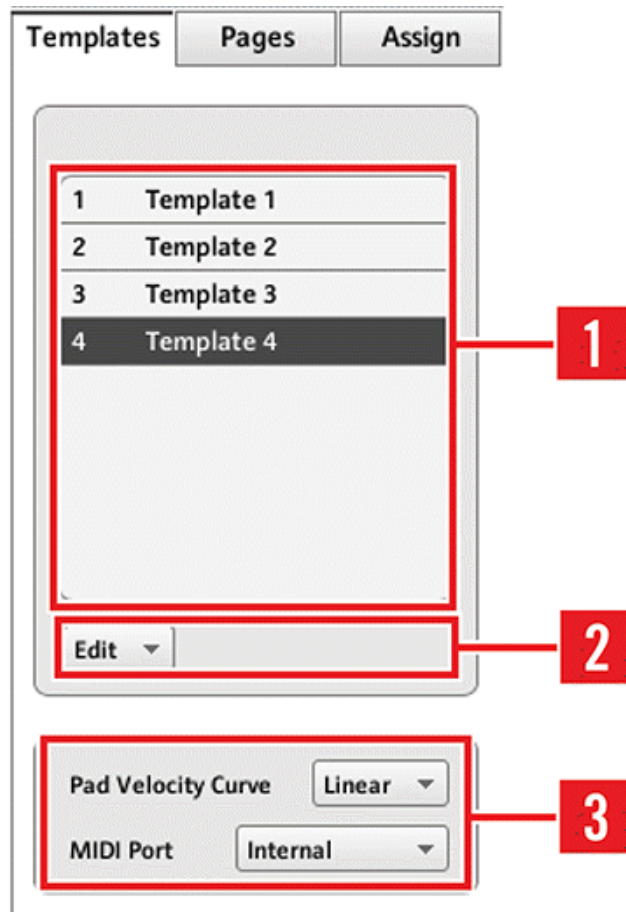 Templates Pages Assign
1 Template 1
2 Template 2
3 Template 3
4 Template 4
1
Edit
2
Pad Velocity Curve Linear
MIDI Port Internal
3